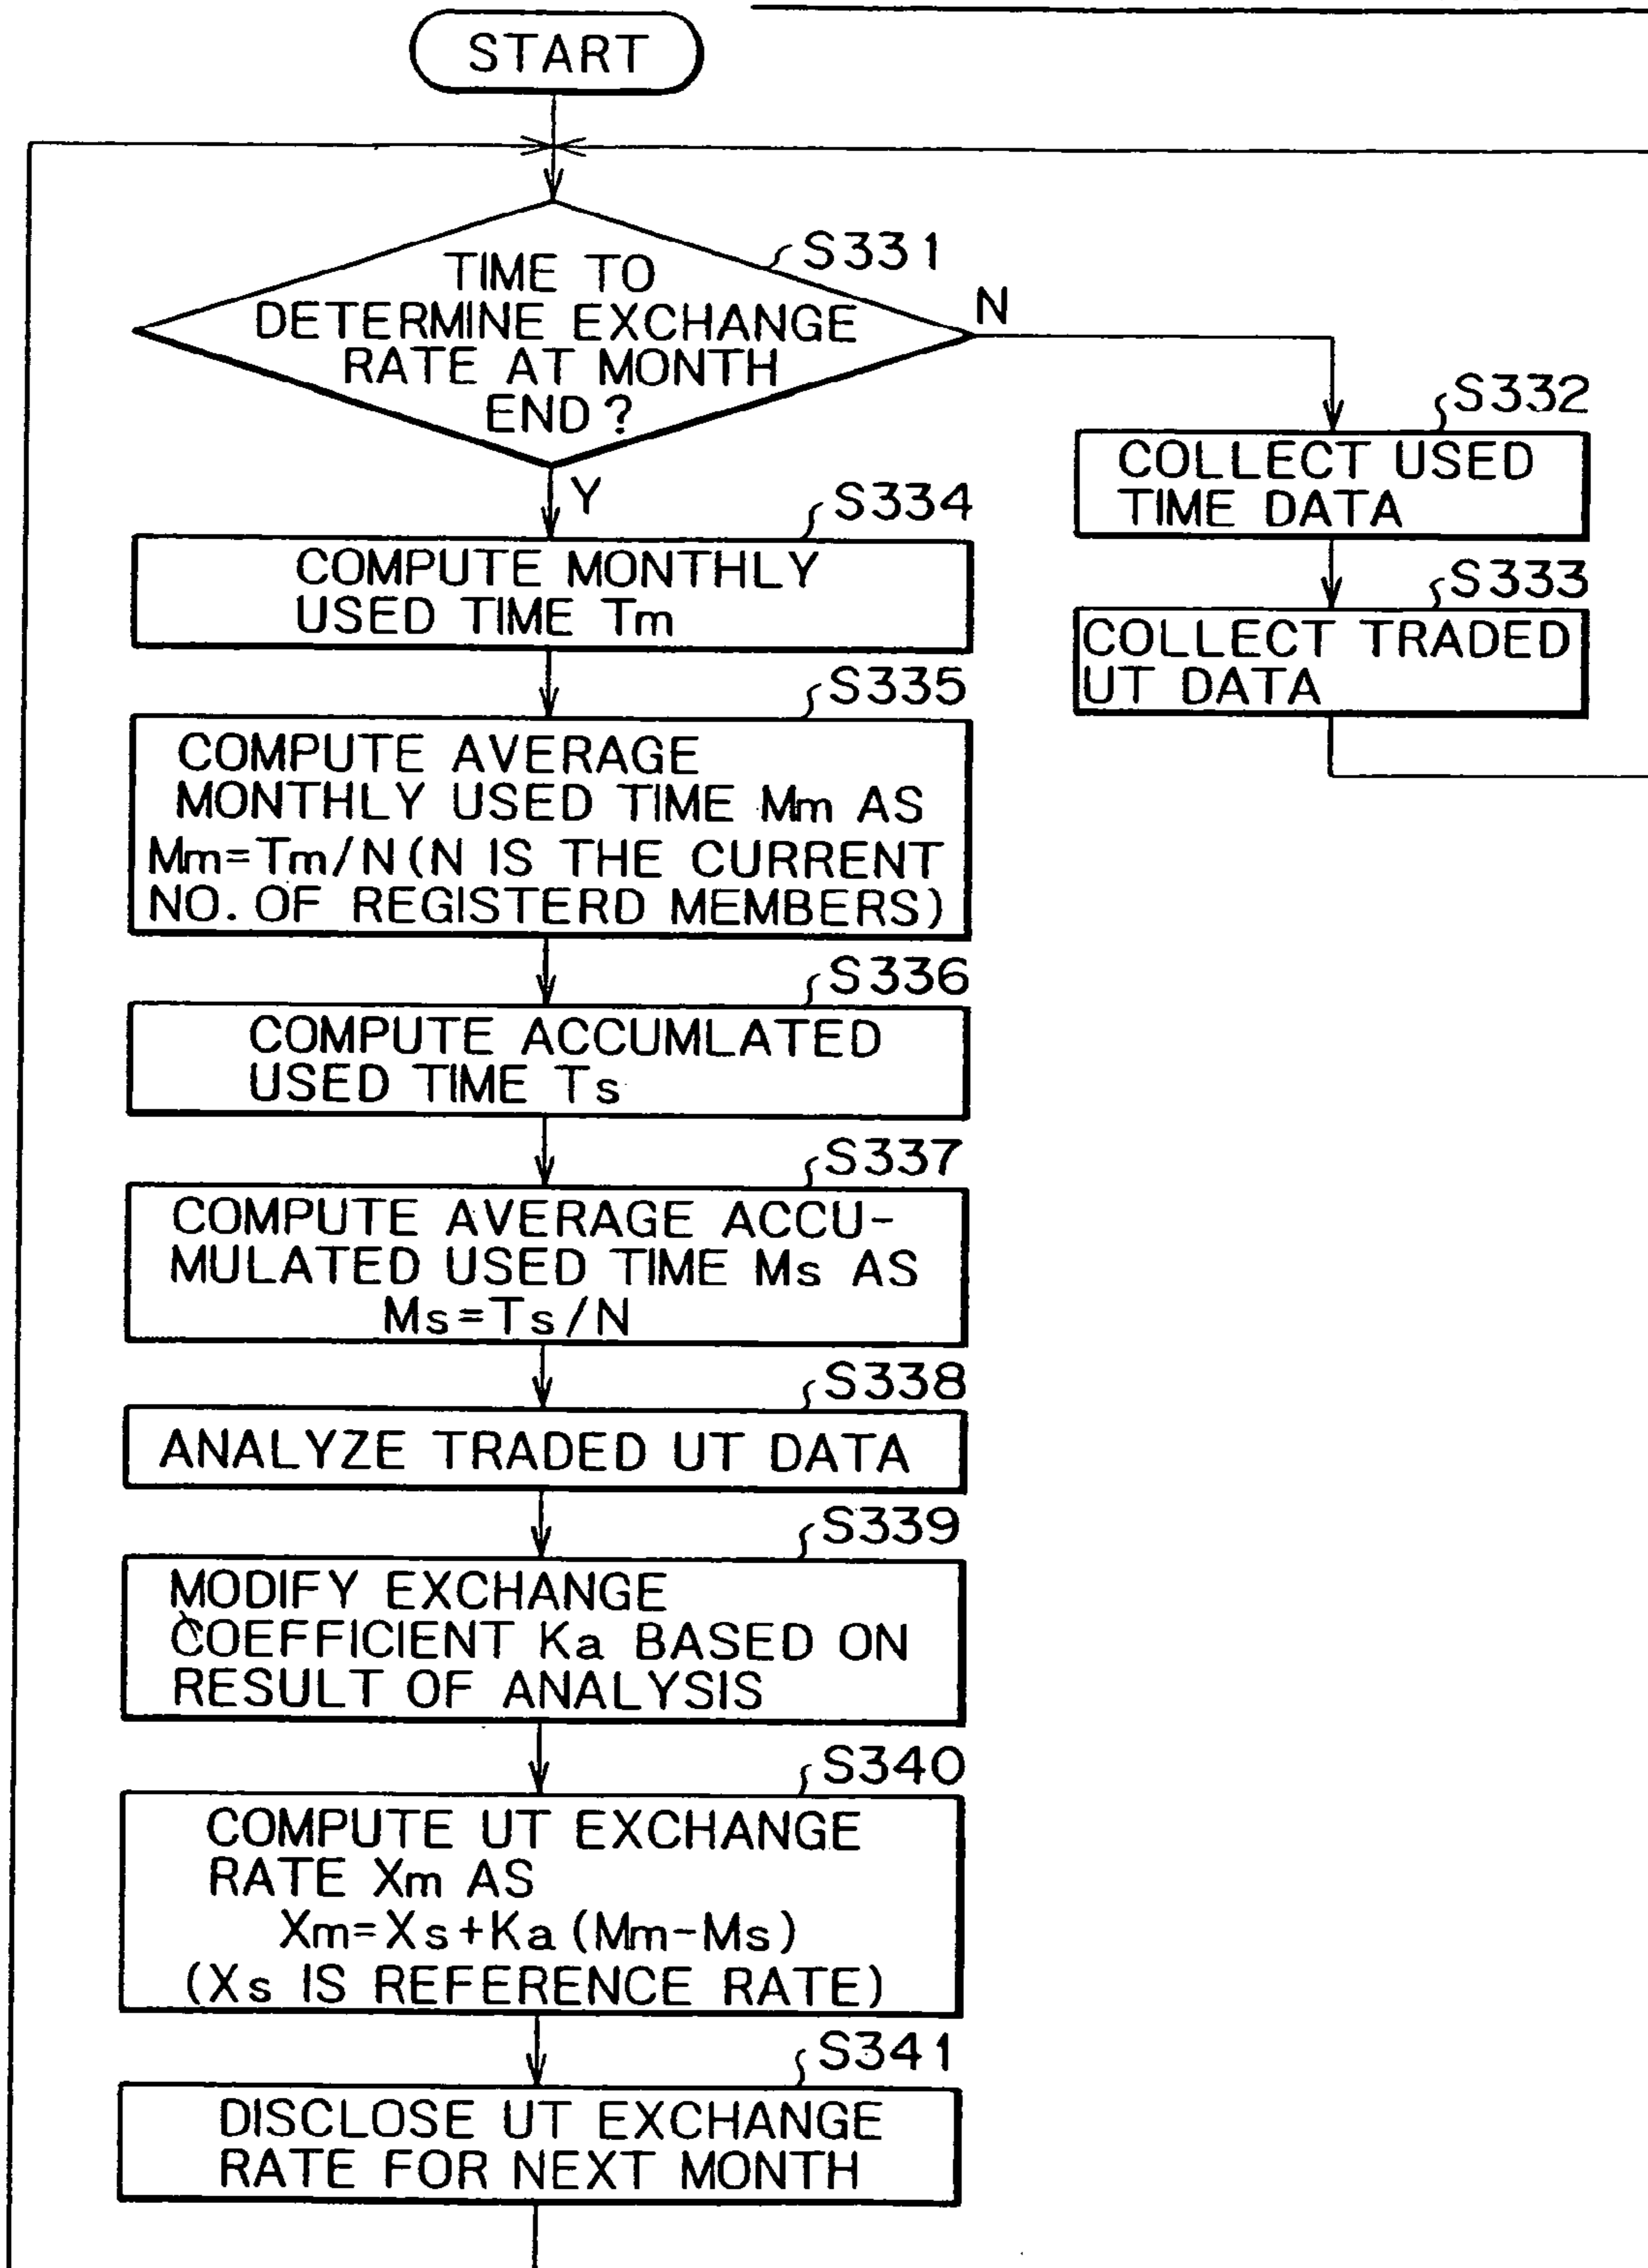 START
S331
TIME TO
DETERMINE EXCHANGE
RATE AT MONTH
END?
N
Y
S332
COLLECT USED
TIME DATA
S333
COLLECT TRADED
UT DATA
S334
COMPUTE MONTHLY
USED TIME Tm
S335
COMPUTE AVERAGE
MONTHLY USED TIME Mm AS
Mm=Tm/N(N IS THE CURRENT
NO. OF REGISTERD MEMBERS)
S336
COMPUTE ACCUMLATED
USED TIME Ts
S337
COMPUTE AVERAGE ACCU-
MULATED USED TIME Ms AS
Ms=Ts/N
S338
ANALYZE TRADED UT DATA
S339
MODIFY EXCHANGE
COEFFICIENT Ka BASED ON
RESULT OF ANALYSIS
S340
COMPUTE UT EXCHANGE
RATE Xm AS
Xm=Xs+Ka(Mm-Ms)
(Xs IS REFERENCE RATE)
S341
DISCLOSE UT EXCHANGE
RATE FOR NEXT MONTH